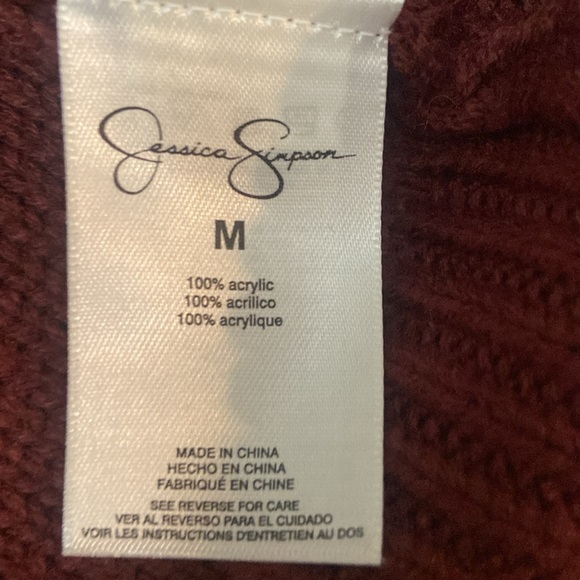 Jessica Simpson
M
100% acrylic
100% acrilico
100% acrylique
MADE IN CHINA
HECHO EN CHINA
FABRIQUÉ EN CHINE
SEE REVERSE FOR CARE
VER AL REVERSO PARA EL CUIDADO
VOIR LES INSTRUCTIONS D'ENTRETIEN AU DOS